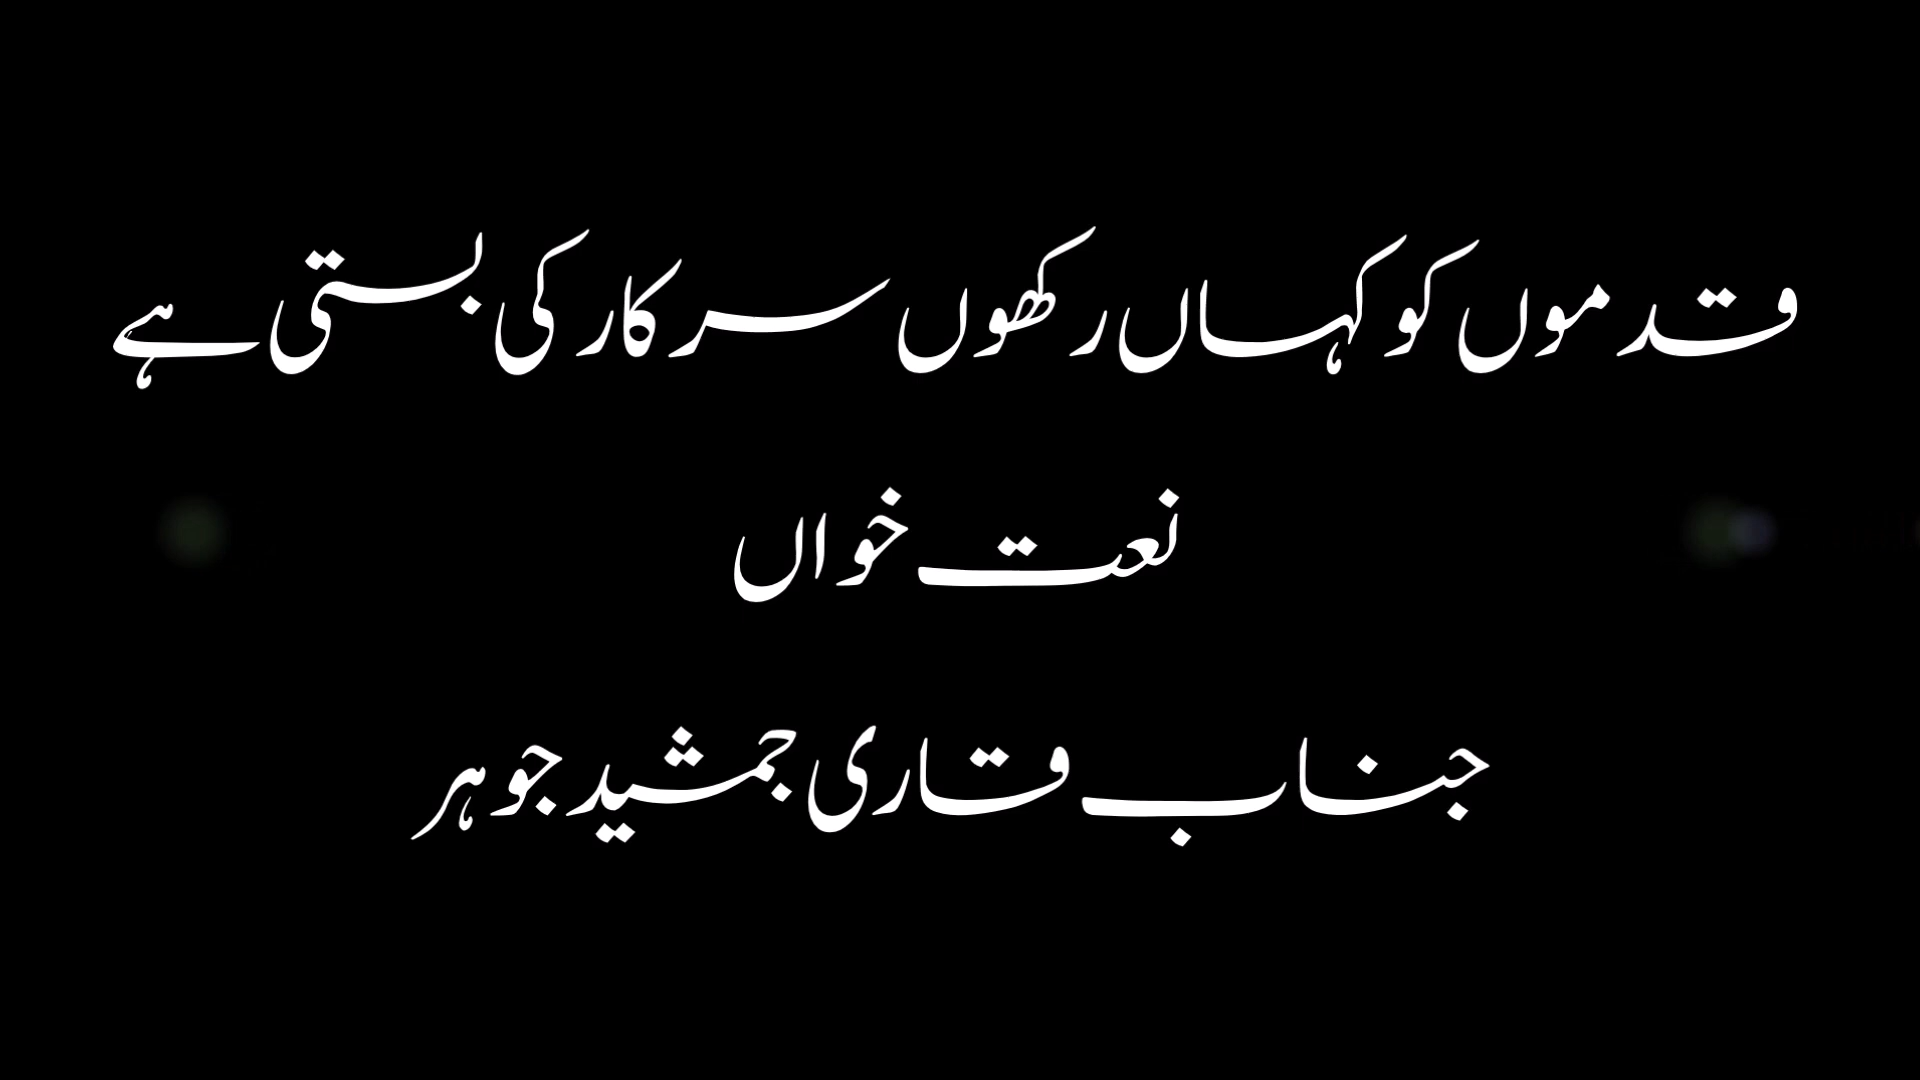 قدموں کو کہاں رکھوں سرکار کی بستی ہے
نعت خواں
جناب قاری جمشید جوہر